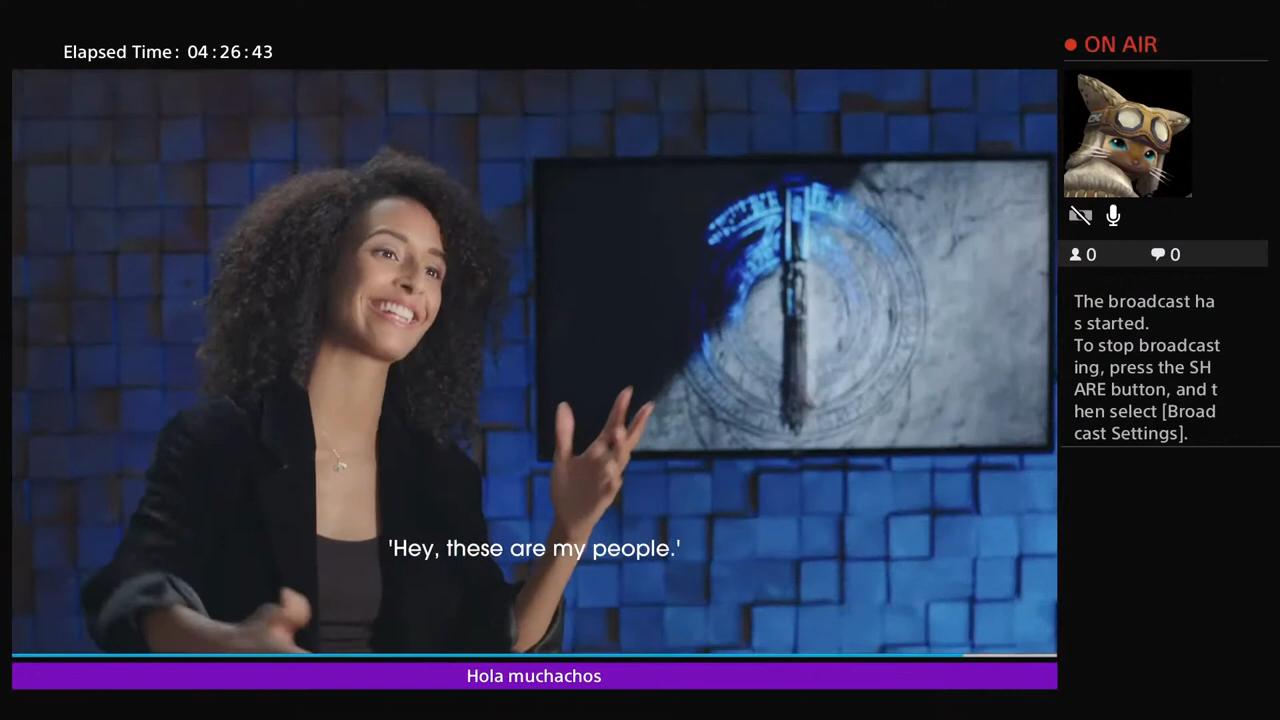 Elapsed Time: 04:26:43
ON AIR
0
0
The broadcast ha
s started.
To stop broadcast
ing, press the SH
ARE button, and t
hen select [Broad
cast Settings].
'Hey, these are my people.'
Hola muchachos